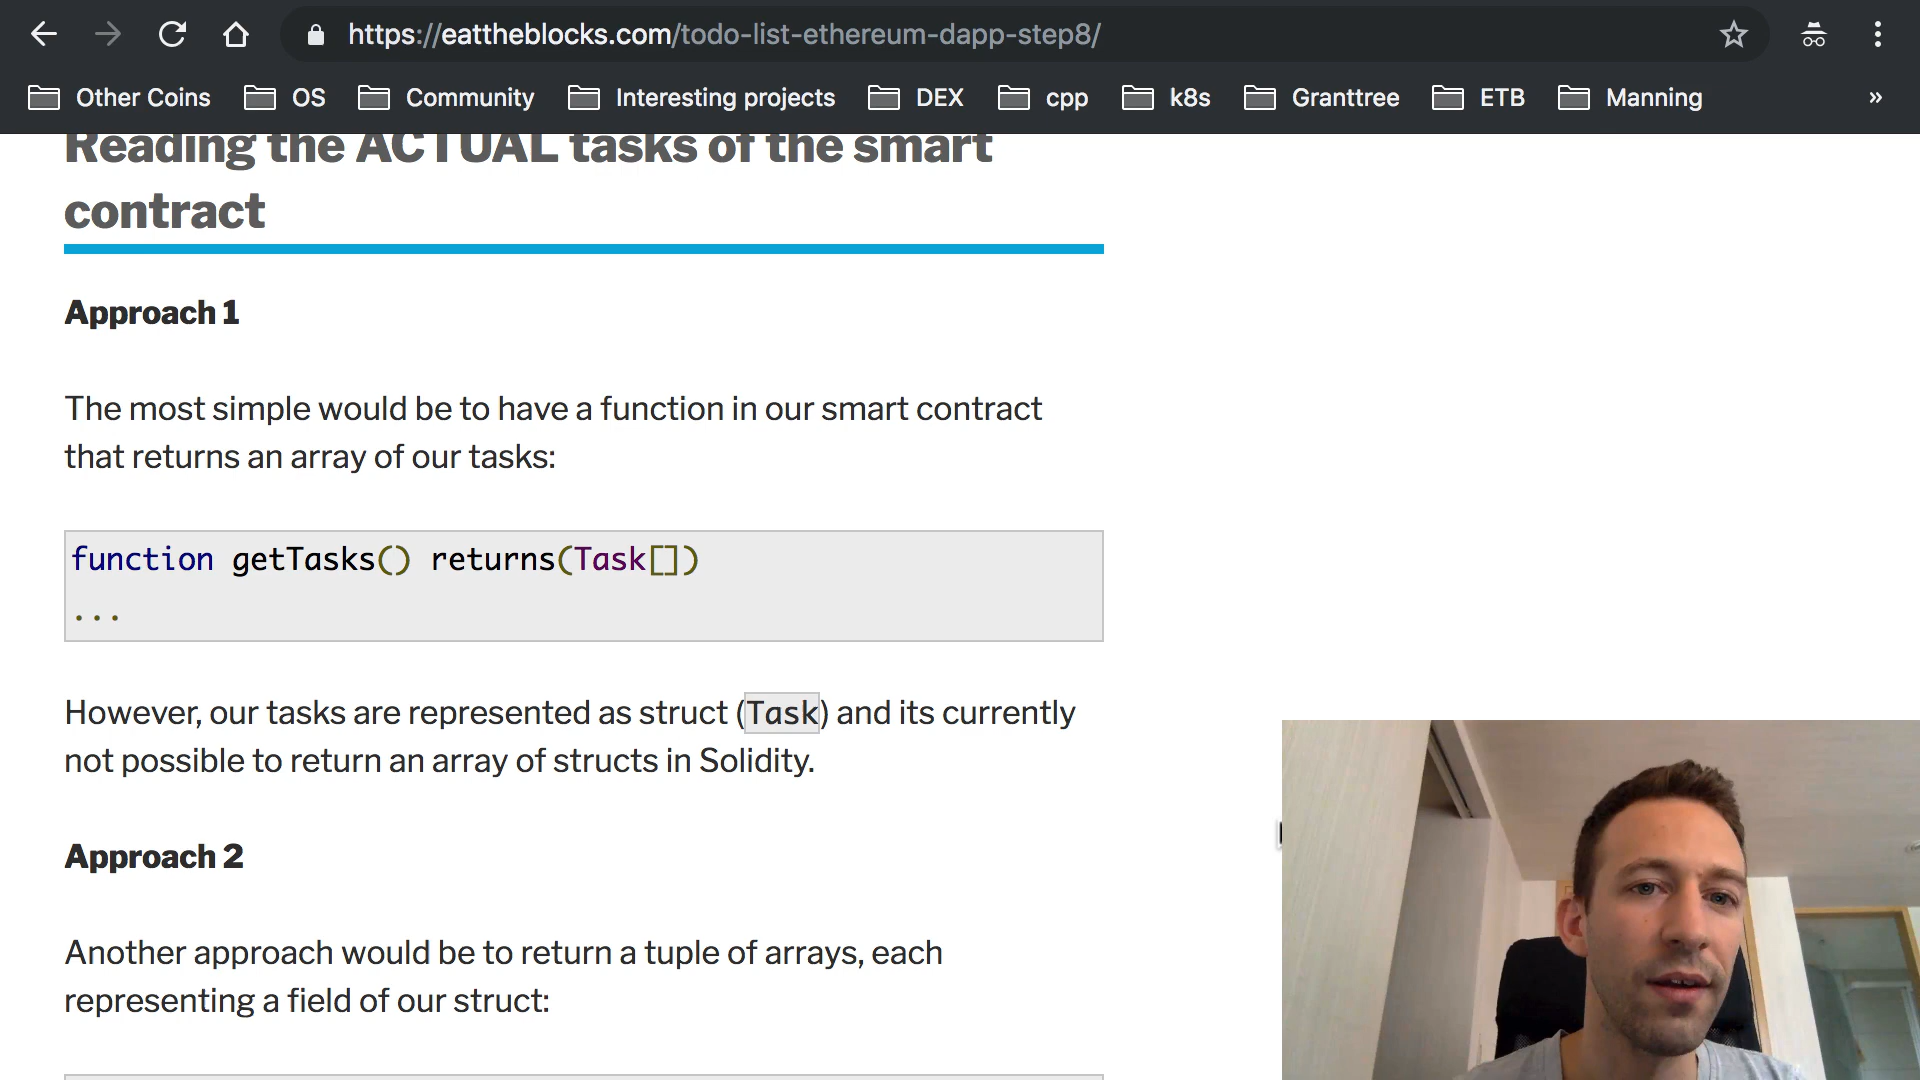 https://eattheblocks.com/todo-list-ethereum-dapp-step8/
Other Coins OS Community Interesting projects DEX cpp k8s Granttree ETB Manning »
Reading the ACTUAL tasks of the smart
contract
Approach 1
The most simple would be to have a function in our smart contract
that returns an array of our tasks:
function getTasks() returns(Task[])
...
However, our tasks are represented as struct (Task) and its currently
not possible to return an array of structs in Solidity.
Approach 2
Another approach would be to return a tuple of arrays, each
representing a field of our struct: